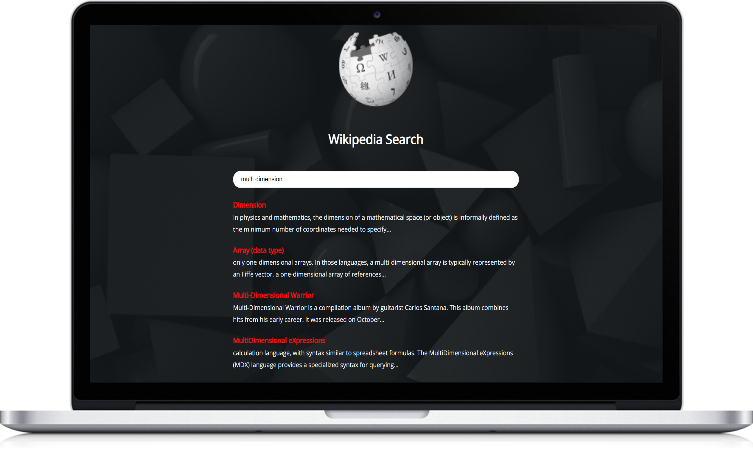 Ω W И
Wikipedia Search
multi dimension
Dimension
In physics and mathematics, the dimension of a mathematical space (or object) is informally defined as
the minimum number of coordinates needed to specify...
Array (data type)
only one-dimensional arrays. In those languages, a multi-dimensional array is typically represented by
an Iliffe vector, a one-dimensional array of references...
Multi-Dimensional Warrior
Multi-Dimensional Warrior is a compilation album by guitarist Carlos Santana. This album combines
hits from his early career. It was released on October...
MultiDimensional eXpressions
calculation language, with syntax similar to spreadsheet formulas. The MultiDimensional eXpressions
(MDX) language provides a specialized syntax for querying...